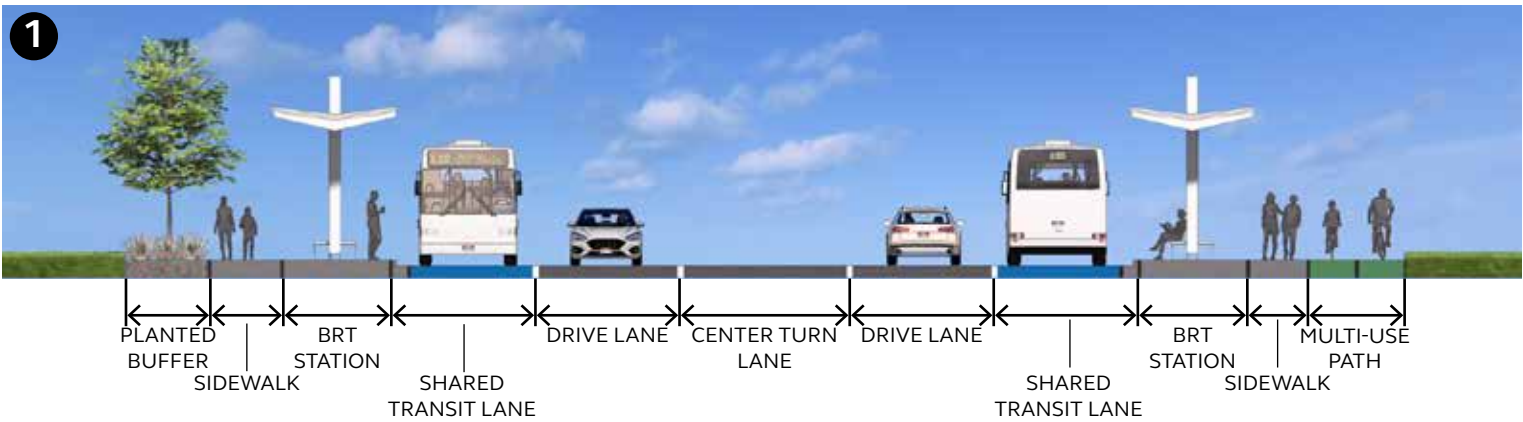 1
PLANTED
BUFFER
SIDEWALK
BRT
STATION
SHARED
TRANSIT LANE
DRIVE LANE
CENTER TURN
LANE
DRIVE LANE
SHARED
TRANSIT LANE
BRT
STATION
SIDEWALK
MULTI-USE
PATH